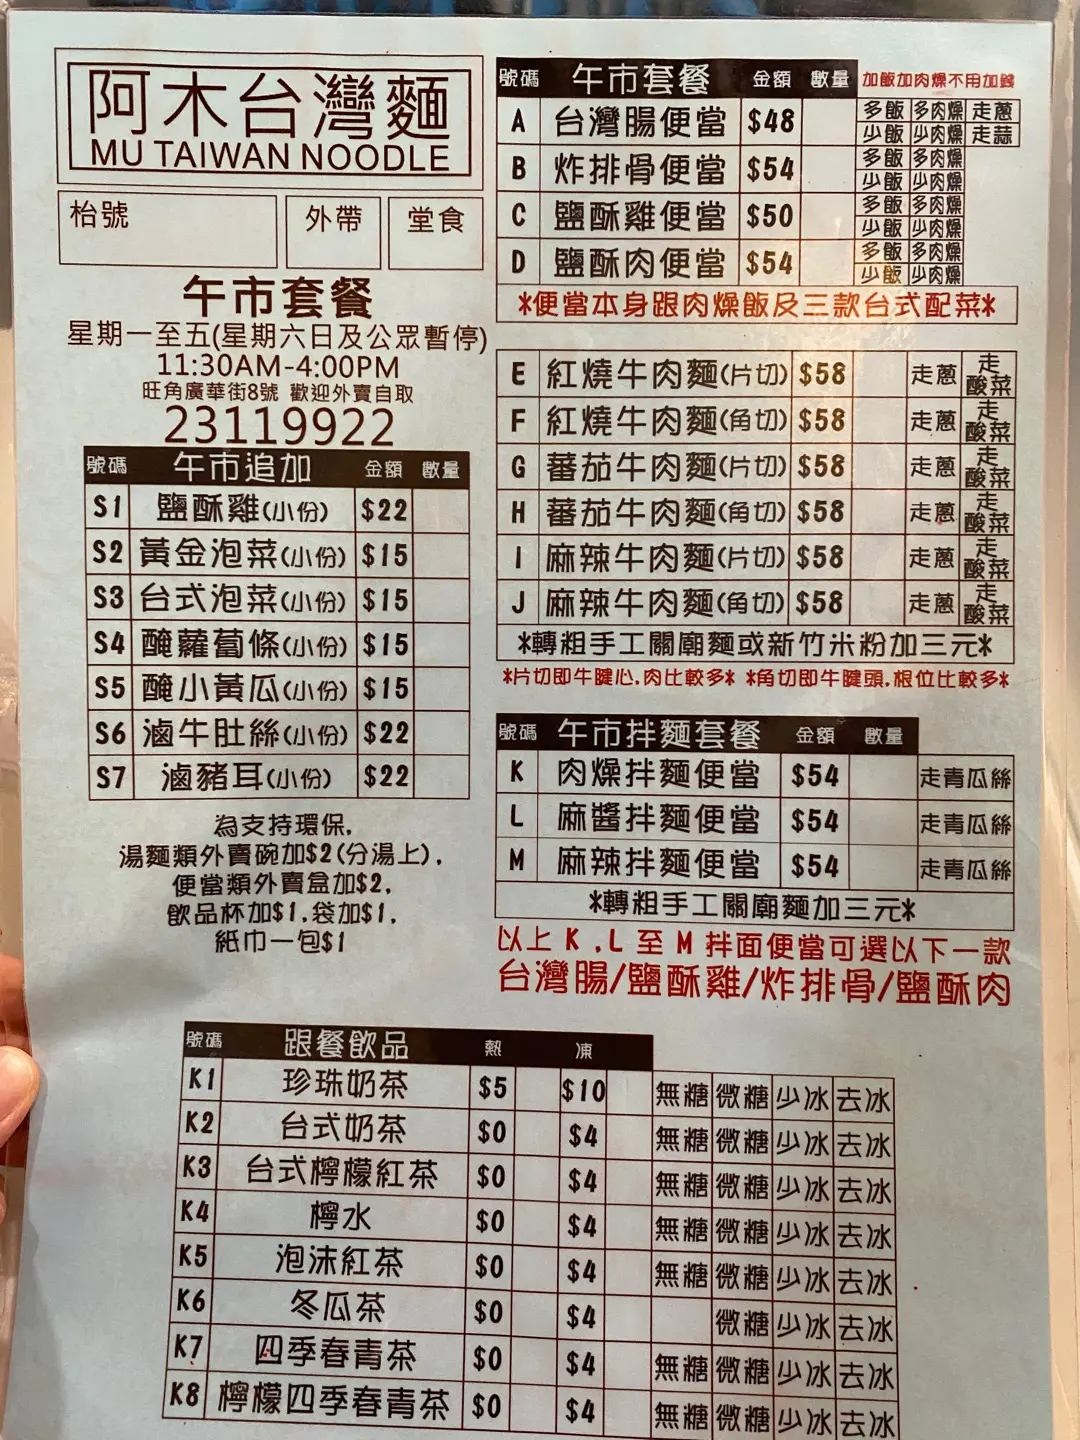 阿木台灣麵
MU TAIWAN NOODLE
枱號 外帶 堂食
午市套餐
星期一至五(星期六日及公眾暫停)
11:30AM-4:00PM
旺角廣華街8號 歡迎外賣自取
23119922
號碼 午市追加 金額 數量
S1 鹽酥雞(小份) $22
S2 黃金泡菜(小份) $15
S3 台式泡菜(小份) $15
S4 醃蘿蔔條(小份) $15
S5 醃小黃瓜(小份) $15
S6 滷牛肚絲(小份) $22
S7 滷豬耳(小份) $22
為支持環保,
湯麵類外賣碗加$2(分湯上),
便當類外賣盒加$2,
飲品杯加$1,袋加$1,
紙巾一包$1
號碼 午市套餐 金額 數量 加飯加肉燥不用加錢
A 台灣腸便當 $48 多飯 多肉燥 走蔥
少飯 少肉燥 走蒜
B 炸排骨便當 $54 多飯 多肉燥
少飯 少肉燥
C 鹽酥雞便當 $50 多飯 多肉燥
少飯 少肉燥
D 鹽酥肉便當 $54 多飯 多肉燥
少飯 少肉燥
*便當本身跟肉燥飯及三款台式配菜*
E 紅燒牛肉麵(片切) $58 走蔥 走酸菜
F 紅燒牛肉麵(角切) $58 走蔥 走酸菜
G 蕃茄牛肉麵(片切) $58 走蔥 走酸菜
H 蕃茄牛肉麵(角切) $58 走蔥 走酸菜
I 麻辣牛肉麵(片切) $58 走蔥 走酸菜
J 麻辣牛肉麵(角切) $58 走蔥 走酸菜
*轉粗手工關廟麵或新竹米粉加三元*
*片切即牛腱心,肉比較多* *角切即牛腱頭,根位比較多*
號碼 午市拌麵套餐 金額 數量
K 肉燥拌麵便當 $54 走青瓜絲
L 麻醬拌麵便當 $54 走青瓜絲
M 麻辣拌麵便當 $54 走青瓜絲
*轉粗手工關廟麵加三元*
以上 K ,L 至 M 拌面便當可選以下一款
台灣腸/鹽酥雞/炸排骨/鹽酥肉
號碼 跟餐飲品 熱 凍
K1 珍珠奶茶 $5 $10 無糖 微糖 少冰 去冰
K2 台式奶茶 $0 $4 無糖 微糖 少冰 去冰
K3 台式檸檬紅茶 $0 $4 無糖 微糖 少冰 去冰
K4 檸水 $0 $4 無糖 微糖 少冰 去冰
K5 泡沫紅茶 $0 $4 無糖 微糖 少冰 去冰
K6 冬瓜茶 $0 $4 微糖 少冰 去冰
K7 四季春青茶 $0 $4 無糖 微糖 少冰 去冰
K8 檸檬四季春青茶 $0 $4 無糖 微糖 少冰 去冰